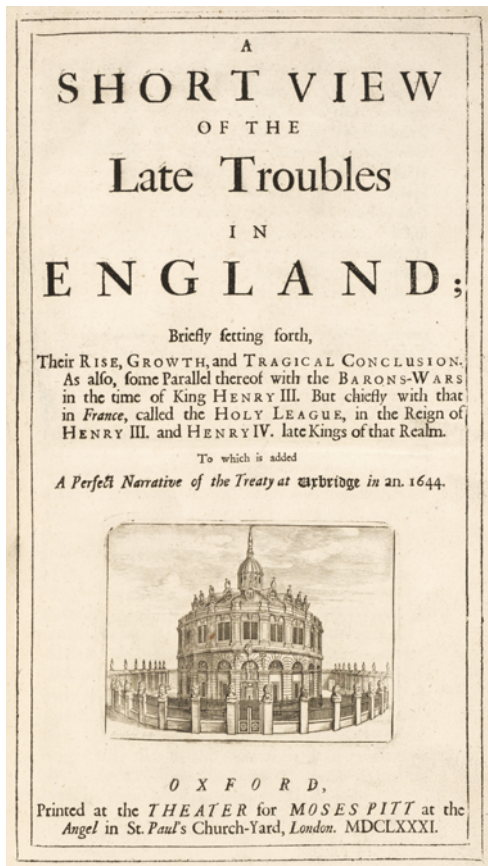 A
SHORT VIEW
OF THE
Late Troubles
IN
ENGLAND;
Briefly ſetting forth,
Their RISE, GROWTH, and TRAGICAL CONCLUSION.
As alſo, ſome Parallel thereof with the BARONS-WARS
in the time of King HENRY III. But chiefly with that
in France, called the HOLY LEAGUE, in the Reign of
HENRY III. and HENRY IV. late Kings of that Realm.
To which is added
A Perfect Narrative of the Treaty at Uxbridge in an. 1644.
OXFORD,
Printed at the THEATER for MOSES PITT at the
Angel in St. Paul's Church-Yard, London. MDCLXXXI.